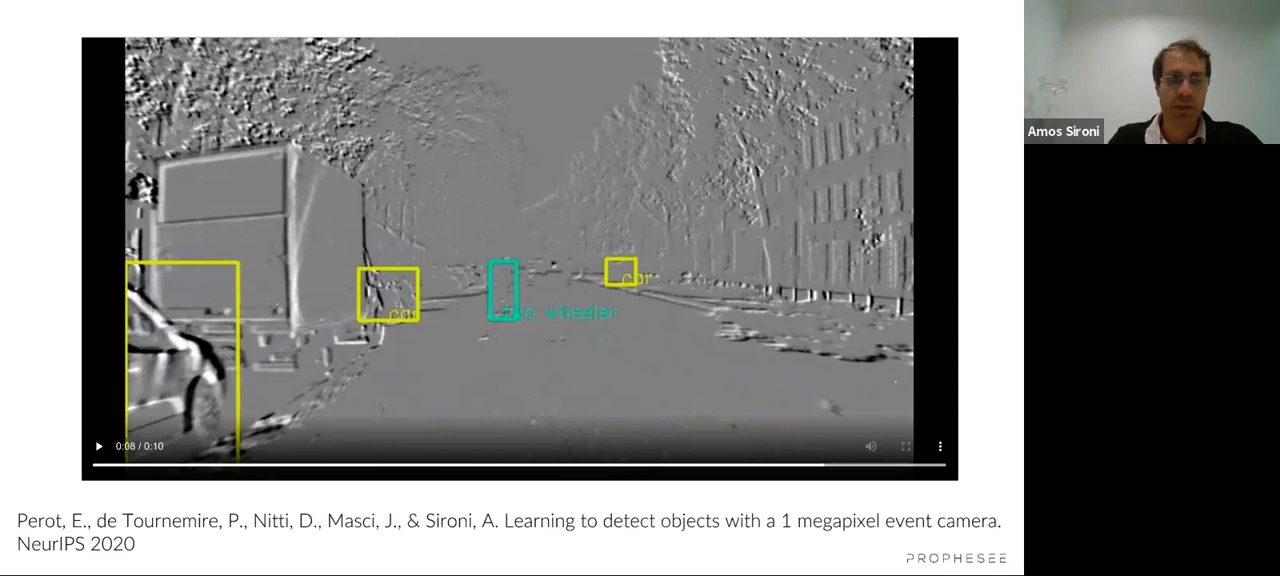 Amos Sironi
car
car
two wheeler
0:08 / 0:10
Perot, E., de Tournemire, P., Nitti, D., Masci, J., & Sironi, A. Learning to detect objects with a 1 megapixel event camera.
NeurIPS 2020
PROPHESEE